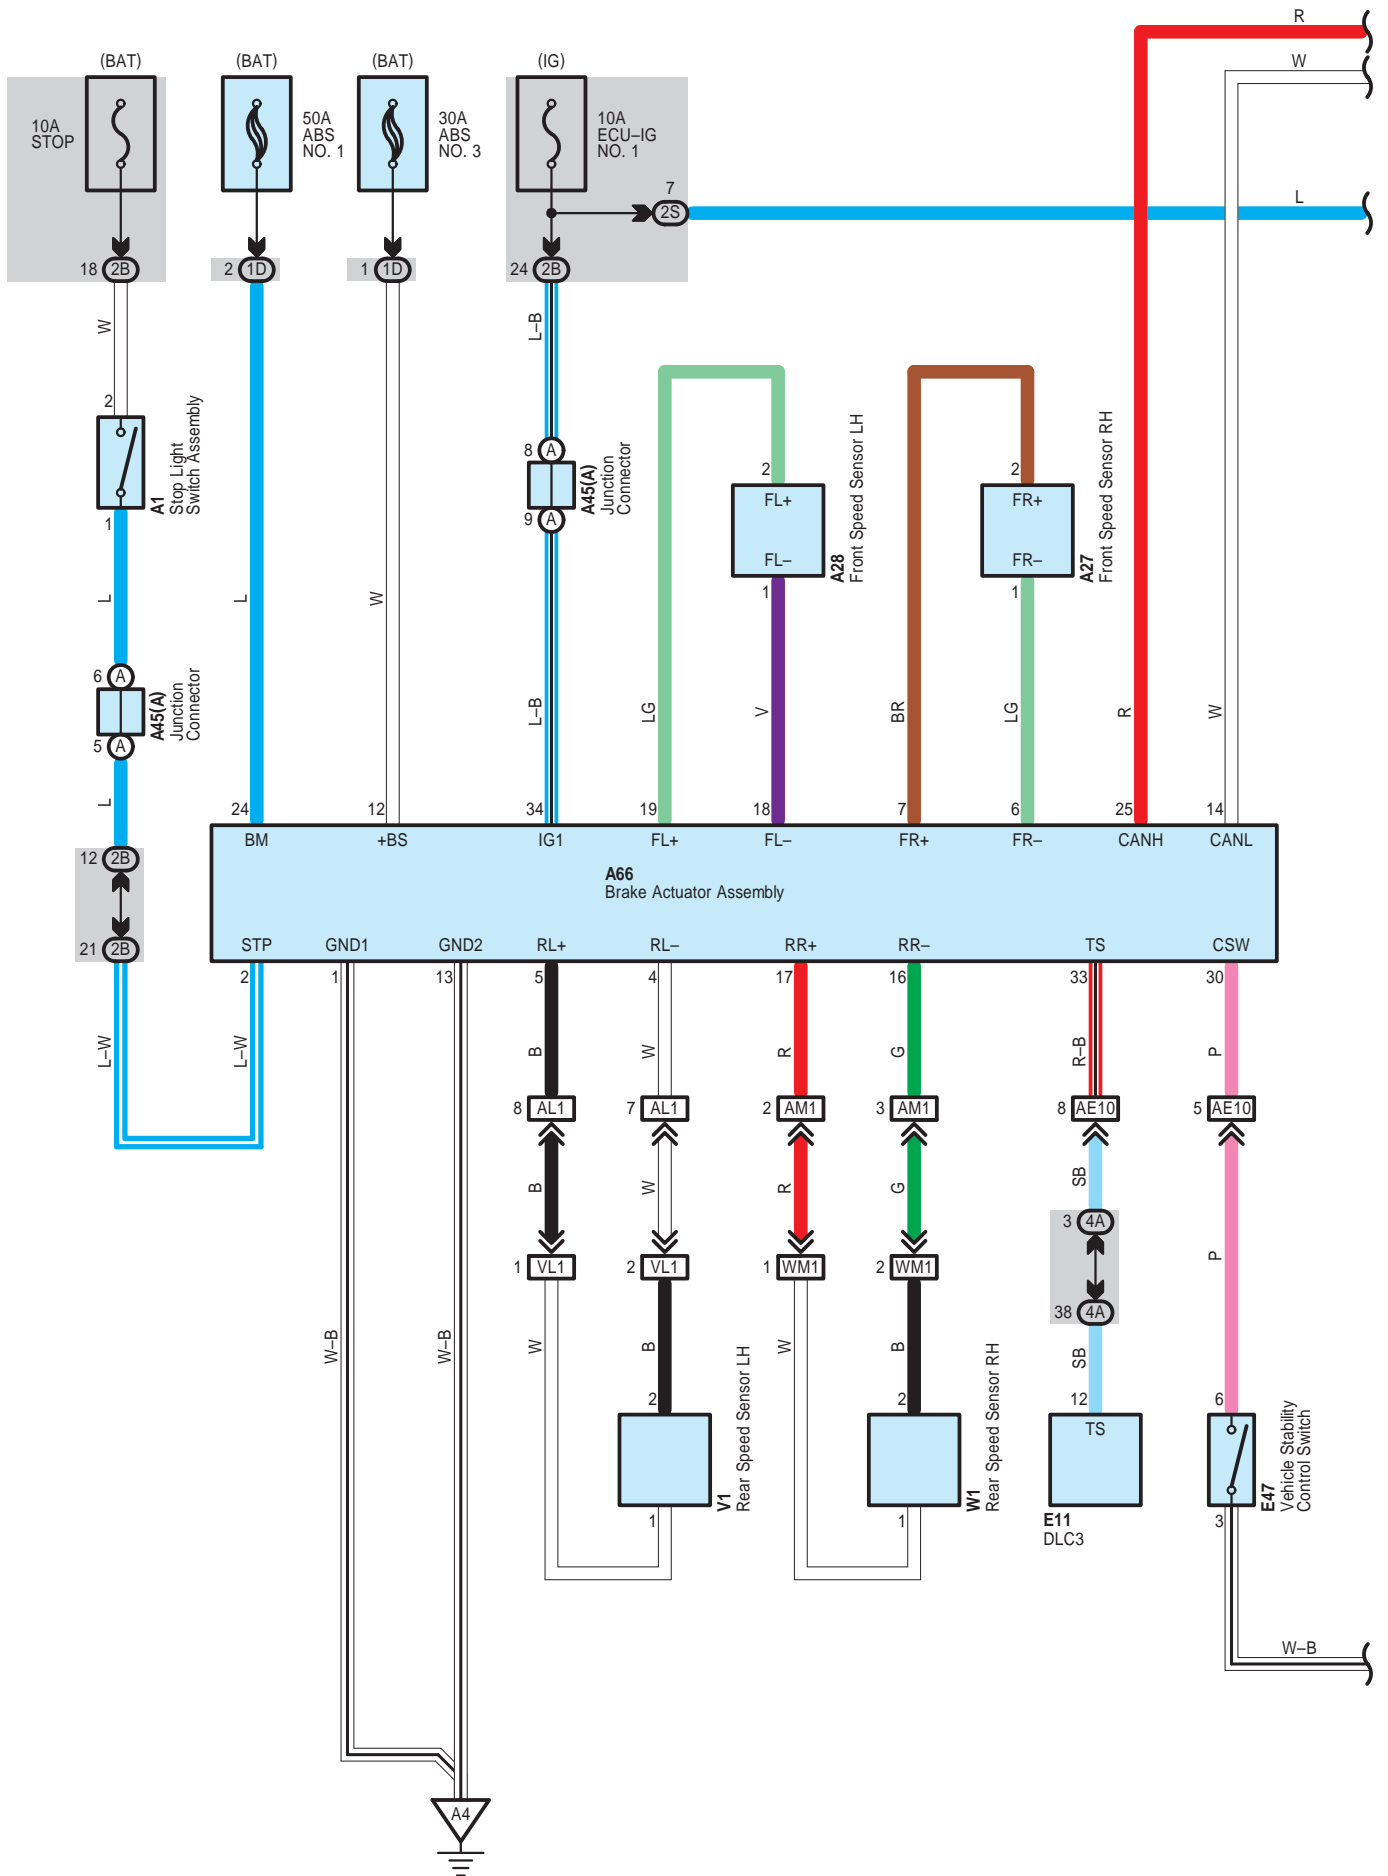 R
W
(BAT)
(BAT)
(BAT)
(IG)
10A
STOP
50A
ABS
NO. 1
30A
ABS
NO. 3
10A
ECU–IG
NO. 1
7
2S
L
18 2B
2 1D
1 1D
24 2B
W
L–B
2
A1
Stop Light
Switch Assembly
1
8 A
A45(A)
Junction
Connector
9 A
2
FL+
FL–
1
A28
Front Speed Sensor LH
2
FR+
FR–
1
A27
Front Speed Sensor RH
L
L
W
6 A
A45(A)
Junction
Connector
5 A
L–B
LG
V
BR
LG
R
W
L
24
12
34
19
18
7
6
25
14
BM
+BS
IG1
FL+
FL–
FR+
FR–
CANH
CANL
12 2B
21 2B
A66
Brake Actuator Assembly
STP
GND1
GND2
RL+
RL–
RR+
RR–
TS
CSW
2
1
13
5
4
17
16
33
30
L–W
L–W
B
W
R
G
R–B
P
8 AL1
7 AL1
2 AM1
3 AM1
8 AE10
5 AE10
B
W
R
G
SB
P
3 4A
38 4A
1 VL1
2 VL1
1 WM1
2 WM1
W–B
W–B
W
B
W
B
SB
2
V1
Rear Speed Sensor LH
1
2
W1
Rear Speed Sensor RH
1
12
TS
E11
DLC3
6
E47
Vehicle Stability
Control Switch
3
W–B
A4